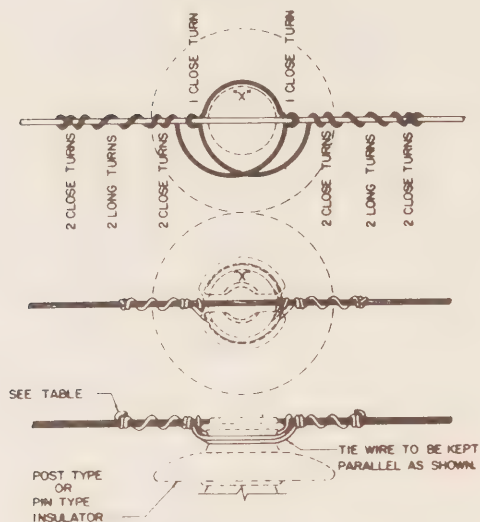 1 CLOSE TURN
1 CLOSE TURN
"X"
2 CLOSE TURNS
2 LONG TURNS
2 CLOSE TURNS
2 CLOSE TURNS
2 LONG TURNS
2 CLOSE TURNS
"X"
SEE TABLE
TIE WIRE TO BE KEPT
PARALLEL AS SHOWN.
POST TYPE
OR
PIN TYPE
INSULATOR